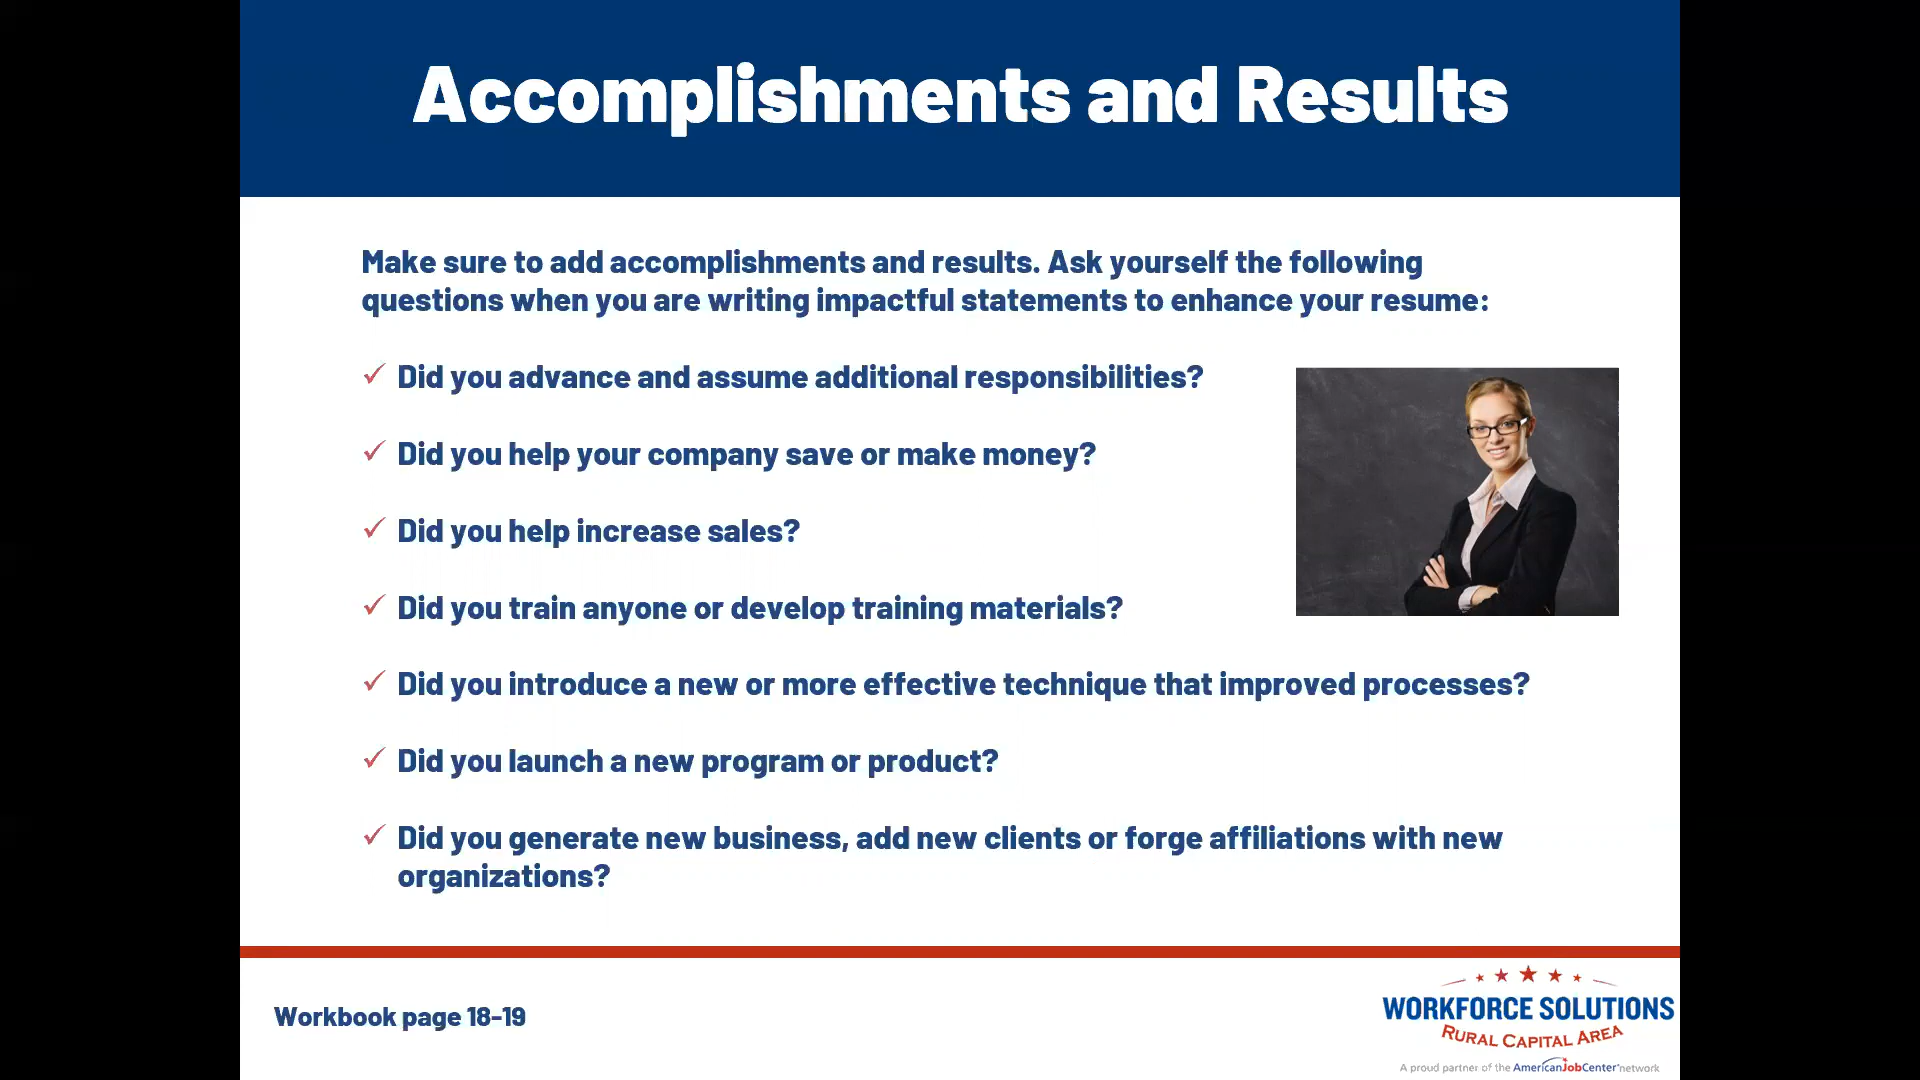 Accomplishments and Results
Make sure to add accomplishments and results. Ask yourself the following
questions when you are writing impactful statements to enhance your resume:
Did you advance and assume additional responsibilities?
Did you help your company save or make money?
Did you help increase sales?
Did you train anyone or develop training materials?
Did you introduce a new or more effective technique that improved processes?
Did you launch a new program or product?
Did you generate new business, add new clients or forge affiliations with new
organizations?
Workbook page 18-19
WORKFORCE SOLUTIONS
RURAL CAPITAL AREA
A proud partner of the AmericanJobCenter network